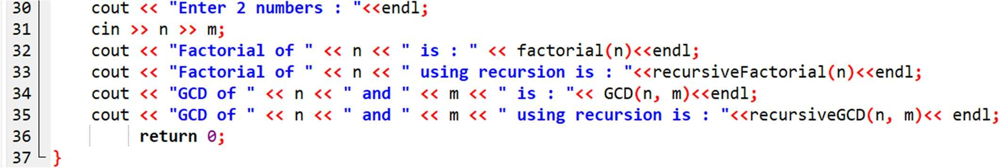 30 cout << "Enter 2 numbers : "<<endl;
31 cin >> n >> m;
32 cout << "Factorial of " << n << " is : " << factorial(n)<<endl;
33 cout << "Factorial of " << n << " using recursion is : "<<recursiveFactorial(n)<<endl;
34 cout << "GCD of " << n << " and " << m << " is : "<< GCD(n, m)<<endl;
35 cout << "GCD of " << n << " and " << m << " using recursion is : "<<recursiveGCD(n, m)<< endl;
36 return 0;
37 }